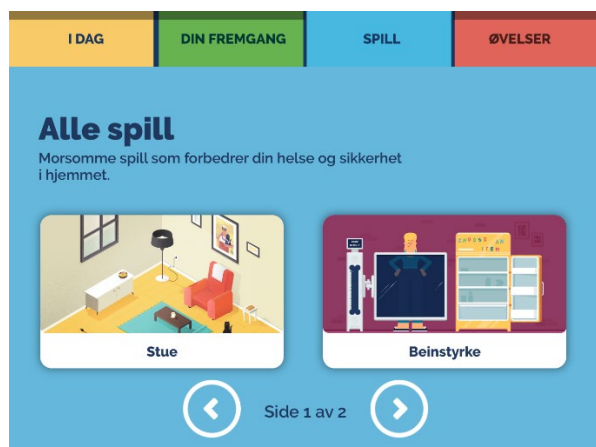 I DAG
DIN FREMGANG
SPILL
ØVELSER
Alle spill
Morsomme spill som forbedrer din helse og sikkerhet
i hjemmet.
Stue
Beinstyrke
Side 1 av 2